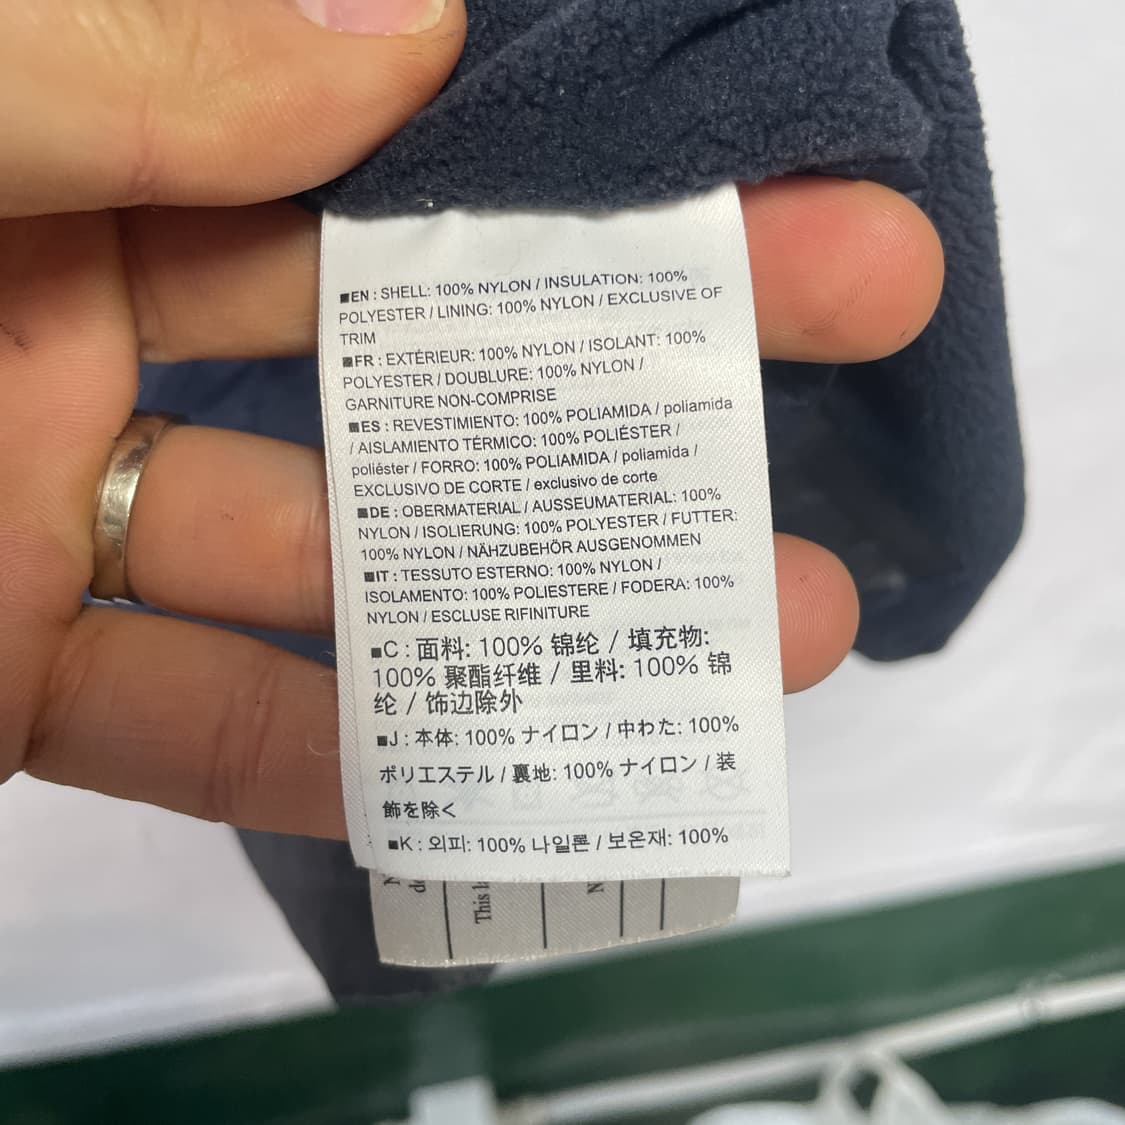 ■EN : SHELL: 100% NYLON / INSULATION: 100%
POLYESTER / LINING: 100% NYLON / EXCLUSIVE OF
TRIM
■FR : EXTÉRIEUR: 100% NYLON / ISOLANT: 100%
POLYESTER / DOUBLURE: 100% NYLON /
GARNITURE NON-COMPRISE
■ES : REVESTIMIENTO: 100% POLIAMIDA / poliamida
/ AISLAMIENTO TÉRMICO: 100% POLIÉSTER /
poliéster / FORRO: 100% POLIAMIDA / poliamida /
EXCLUSIVO DE CORTE / exclusivo de corte
■DE : OBERMATERIAL / AUSSEUMATERIAL: 100%
NYLON / ISOLIERUNG: 100% POLYESTER / FUTTER:
100% NYLON / NÄHZUBEHÖR AUSGENOMMEN
■IT : TESSUTO ESTERNO: 100% NYLON /
ISOLAMENTO: 100% POLIESTERE / FODERA: 100%
NYLON / ESCLUSE RIFINITURE
■C : 面料: 100% 锦纶 / 填充物:
100% 聚酯纤维 / 里料: 100% 锦
纶 / 饰边除外
■J : 本体: 100% ナイロン / 中わた: 100%
ポリエステル / 裏地: 100% ナイロン / 装
飾を除く
■K : 외피: 100% 나일론 / 보온재: 100%
This